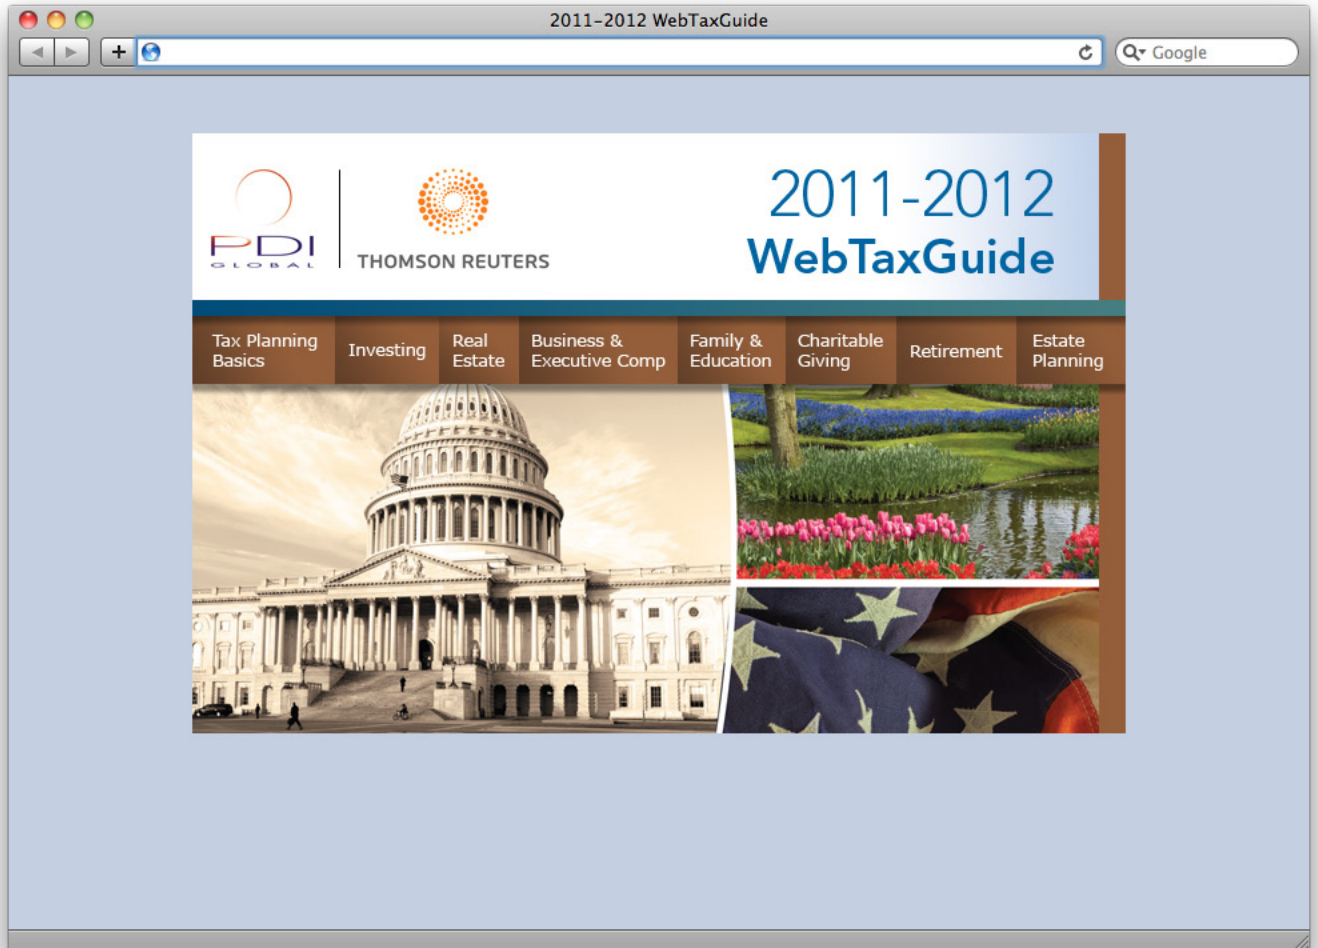 2011-2012 WebTaxGuide
Google
2011-2012
WebTaxGuide
PDI
GLOBAL
THOMSON REUTERS
Tax Planning
Basics
Investing
Real
Estate
Business &
Executive Comp
Family &
Education
Charitable
Giving
Retirement
Estate
Planning